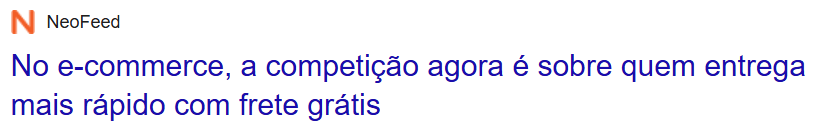 NeoFeed
No e-commerce, a competição agora é sobre quem entrega
mais rápido com frete grátis